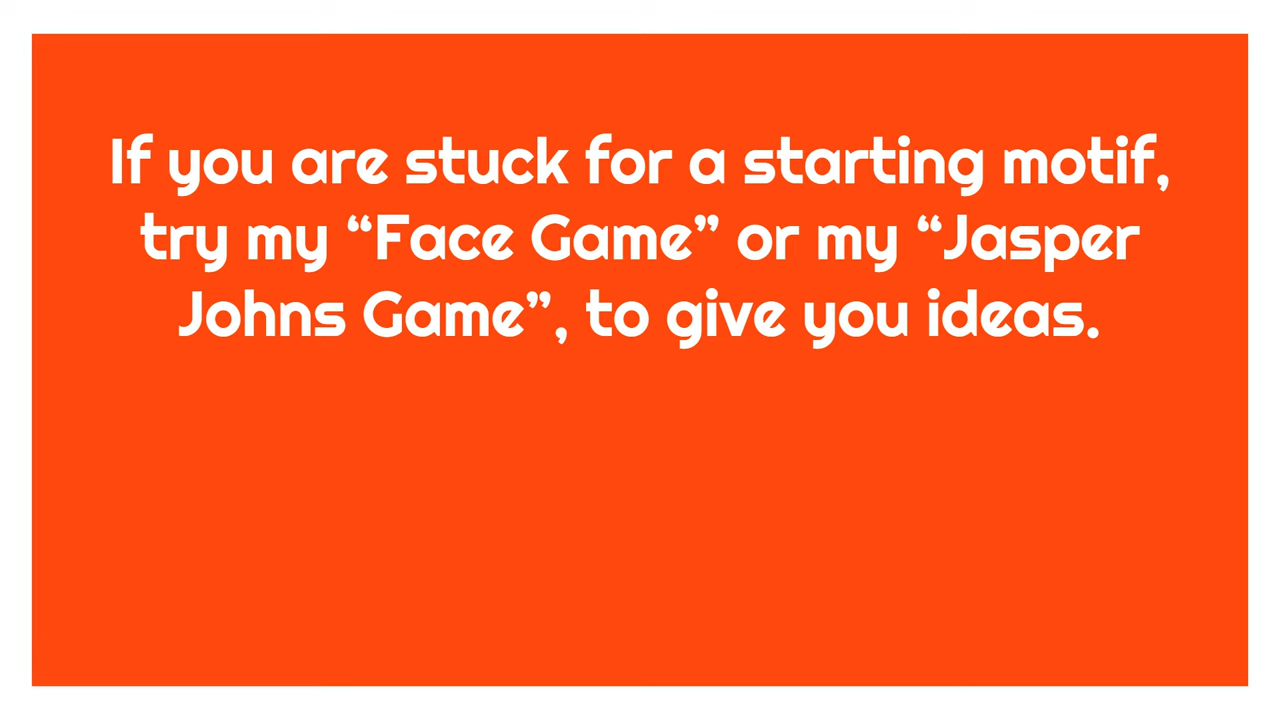 If you are stuck for a starting motif,
try my “Face Game” or my “Jasper
Johns Game”, to give you ideas.